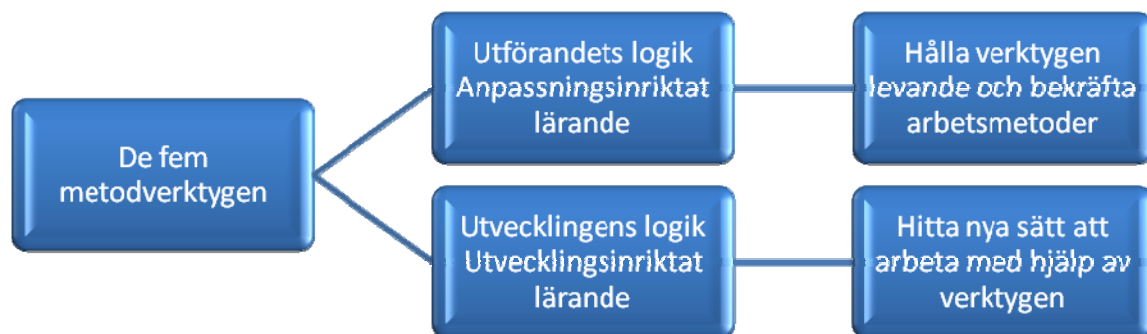 De fem
metodverktygen
Utförandets logik
Anpassningsinriktat
lärande
Hålla verktygen
levande och bekräfta
arbetsmetoder
Utvecklingens logik
Utvecklingsinriktat
lärande
Hitta nya sätt att
arbeta med hjälp av
verktygen